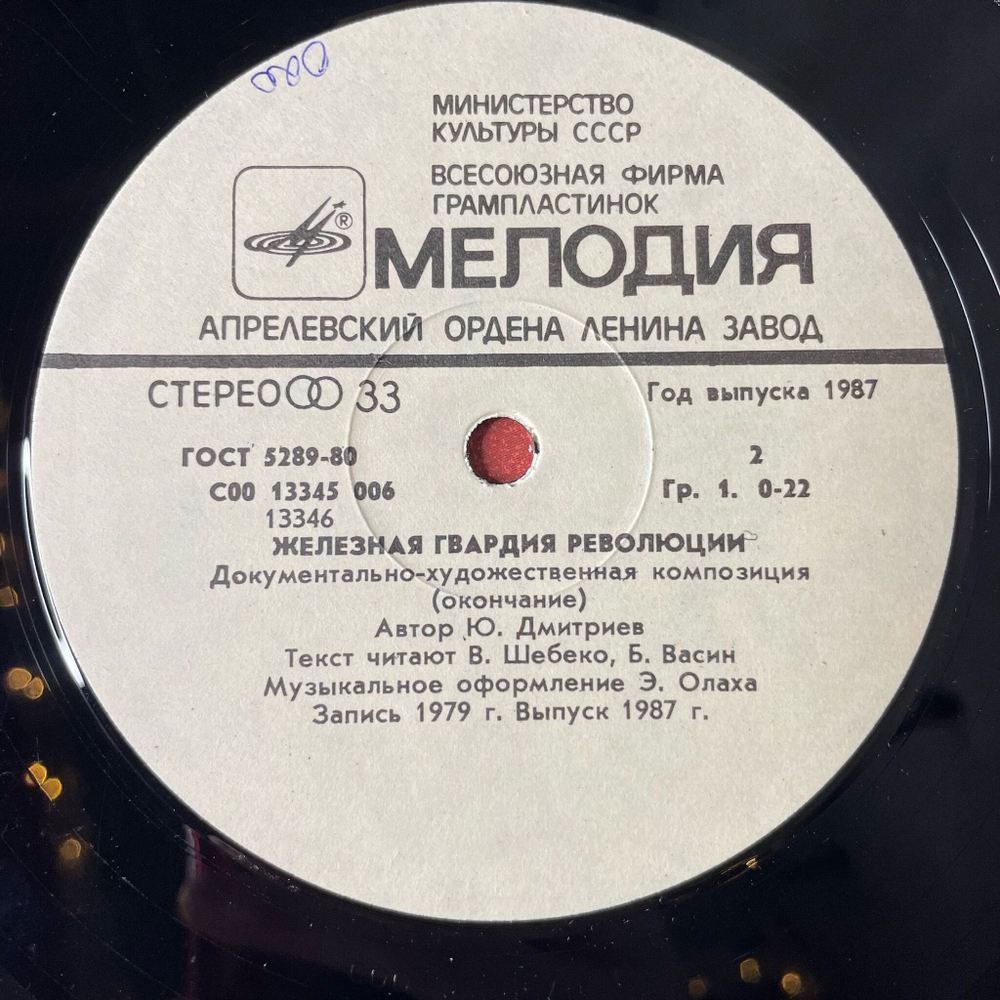 МИНИСТЕРСТВО
КУЛЬТУРЫ СССР
ВСЕСОЮЗНАЯ ФИРМА
ГРАМПЛАСТИНОК
®
МЕЛОДИЯ
АПРЕЛЕВСКИЙ ОРДЕНА ЛЕНИНА ЗАВОД
СТЕРЕО 33
Год выпуска 1987
ГОСТ 5289-80
2
С00 13345 006
Гр. 1. 0-22
13346
ЖЕЛЕЗНАЯ ГВАРДИЯ РЕВОЛЮЦИИ
Документально-художественная композиция
(окончание)
Автор Ю. Дмитриев
Текст читают В. Шебеко, Б. Васин
Музыкальное оформление Э. Олаха
Запись 1979 г. Выпуск 1987 г.